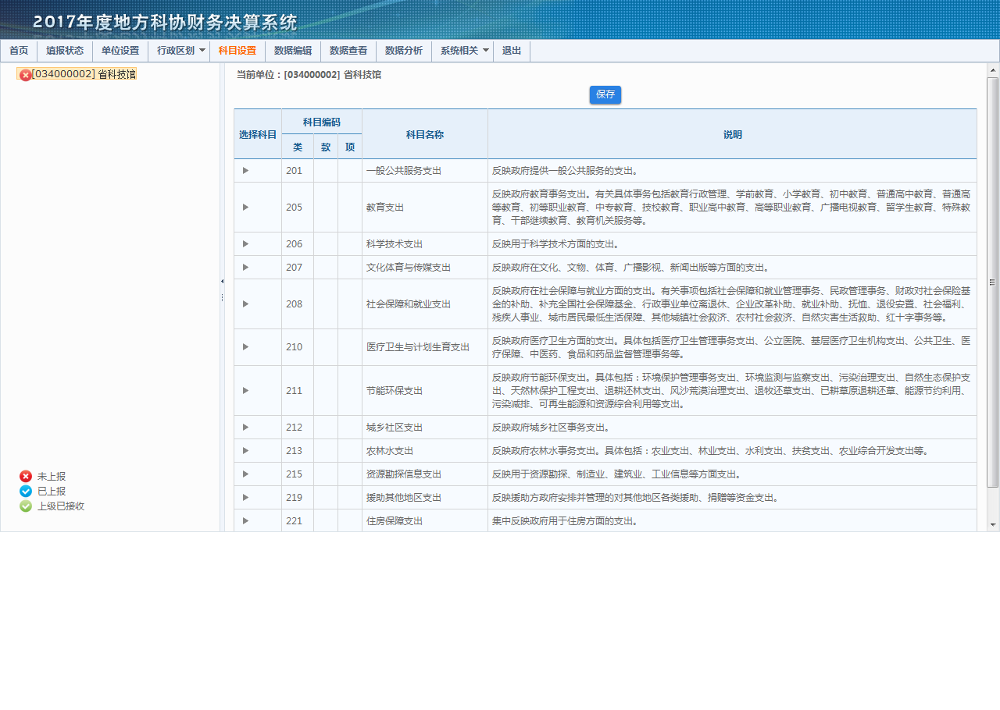 2017年度地方科协财务决算系统
首页 填报状态 单位设置 行政区划 科目设置 数据编辑 数据查看 数据分析 系统相关 退出
[034000002] 省科技馆
当前单位：[034000002] 省科技馆
保存
选择科目 科目编码 科目名称 说明
类 款 项
201 一般公共服务支出 反映政府提供一般公共服务的支出。
205 教育支出 反映政府教育事务支出。有关具体事务包括教育行政管理、学前教育、小学教育、初中教育、普通高中教育、普通高
等教育、初等职业教育、中专教育、技校教育、职业高中教育、高等职业教育、广播电视教育、留学生教育、特殊教
育、干部继续教育、教育机关服务等。
206 科学技术支出 反映用于科学技术方面的支出。
207 文化体育与传媒支出 反映政府在文化、文物、体育、广播影视、新闻出版等方面的支出。
208 社会保障和就业支出 反映政府在社会保障与就业方面的支出。有关事项包括社会保障和就业管理事务、民政管理事务、财政对社会保险基
金的补助、补充全国社会保障基金、行政事业单位离退休、企业改革补助、就业补助、抚恤、退役安置、社会福利、
残疾人事业、城市居民最低生活保障、其他城镇社会救济、农村社会救济、自然灾害生活救助、红十字事务等。
210 医疗卫生与计划生育支出 反映政府医疗卫生方面的支出。具体包括医疗卫生管理事务支出、公立医院、基层医疗卫生机构支出、公共卫生、医
疗保障、中医药、食品和药品监督管理事务等。
211 节能环保支出 反映政府节能环保支出。具体包括：环境保护管理事务支出、环境监测与监察支出、污染治理支出、自然生态保护支
出、天然林保护工程支出、退耕还林支出、风沙荒漠治理支出、退牧还草支出、已耕草原退耕还草、能源节约利用、
污染减排、可再生能源和资源综合利用等支出。
212 城乡社区支出 反映政府城乡社区事务支出。
213 农林水支出 反映政府农林水事务支出。具体包括：农业支出、林业支出、水利支出、扶贫支出、农业综合开发支出等。
215 资源勘探信息支出 反映用于资源勘探、制造业、建筑业、工业信息等方面支出。
219 援助其他地区支出 反映援助方政府安排并管理的对其他地区各类援助、捐赠等资金支出。
221 住房保障支出 集中反映政府用于住房方面的支出。
未上报
已上报
上级已接收